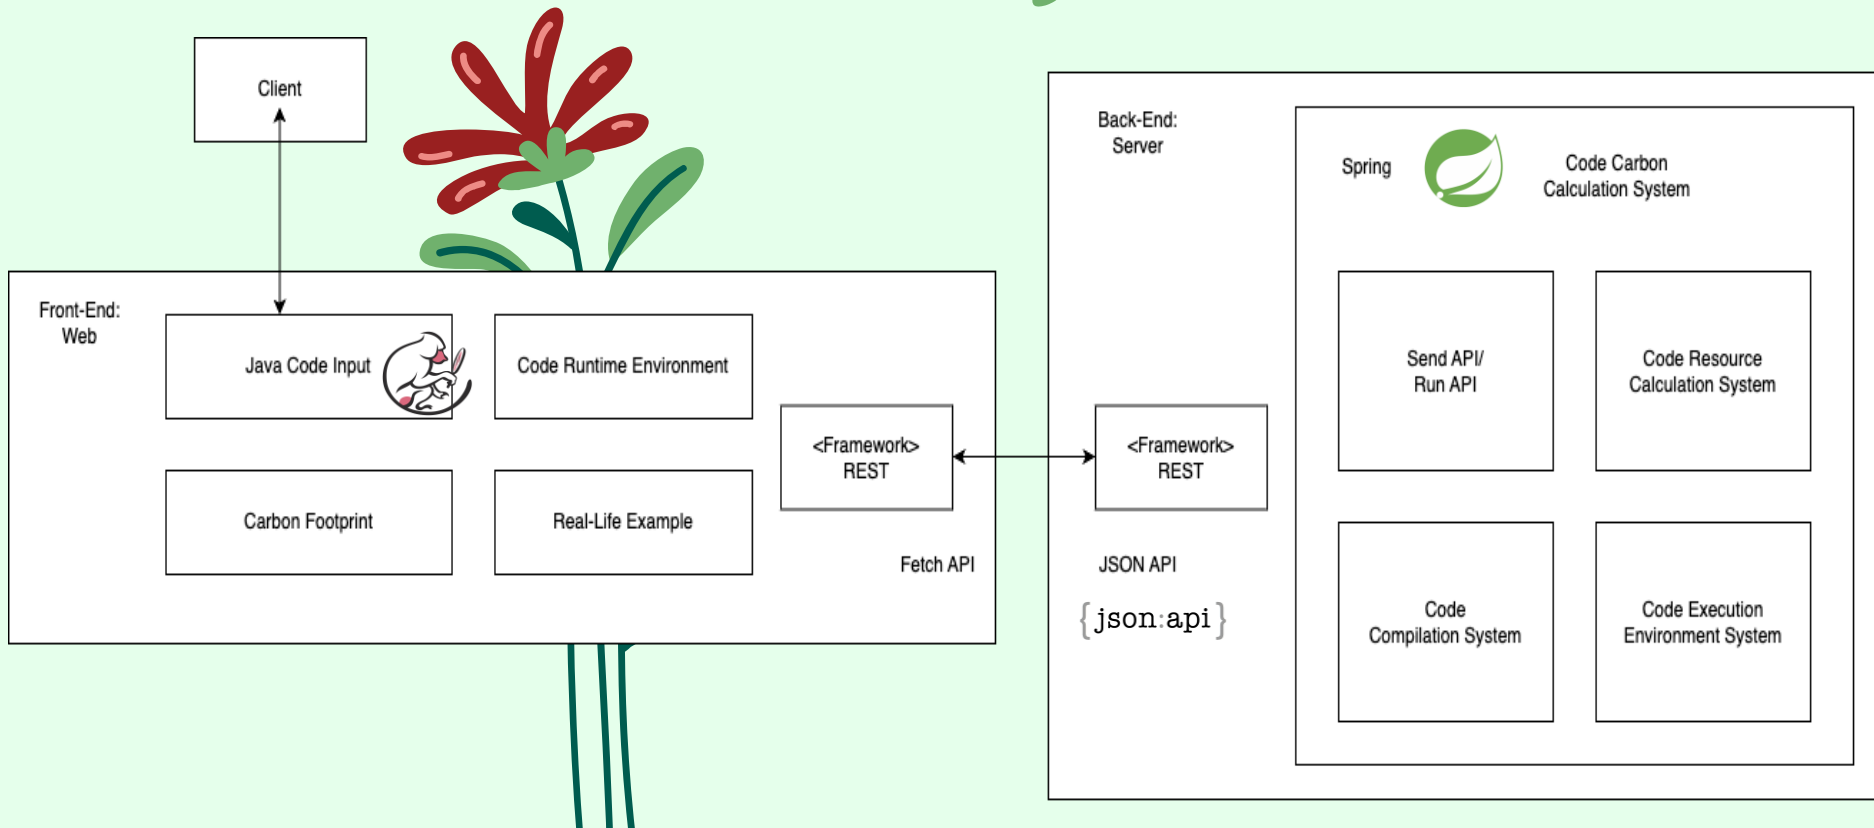 Client
Front-End:
Web
Java Code Input
Code Runtime Environment
Carbon Footprint
Real-Life Example
<Framework>
REST
Fetch API
Back-End:
Server
<Framework>
REST
JSON API
{json:api}
Spring
Code Carbon
Calculation System
Send API/
Run API
Code Resource
Calculation System
Code
Compilation System
Code Execution
Environment System